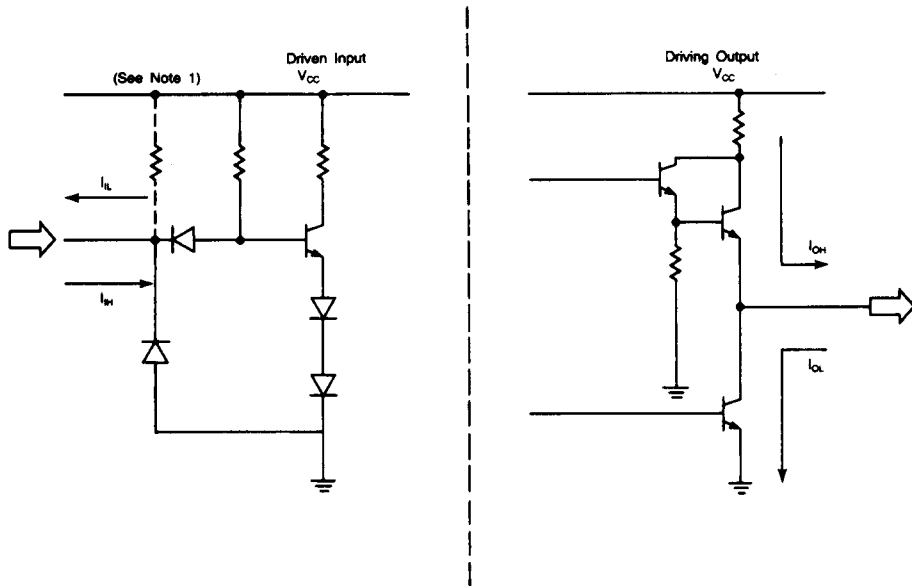 (See Note 1)
Driven Input
VCC
IIL
IIH
Driving Output
VCC
IOH
IOL